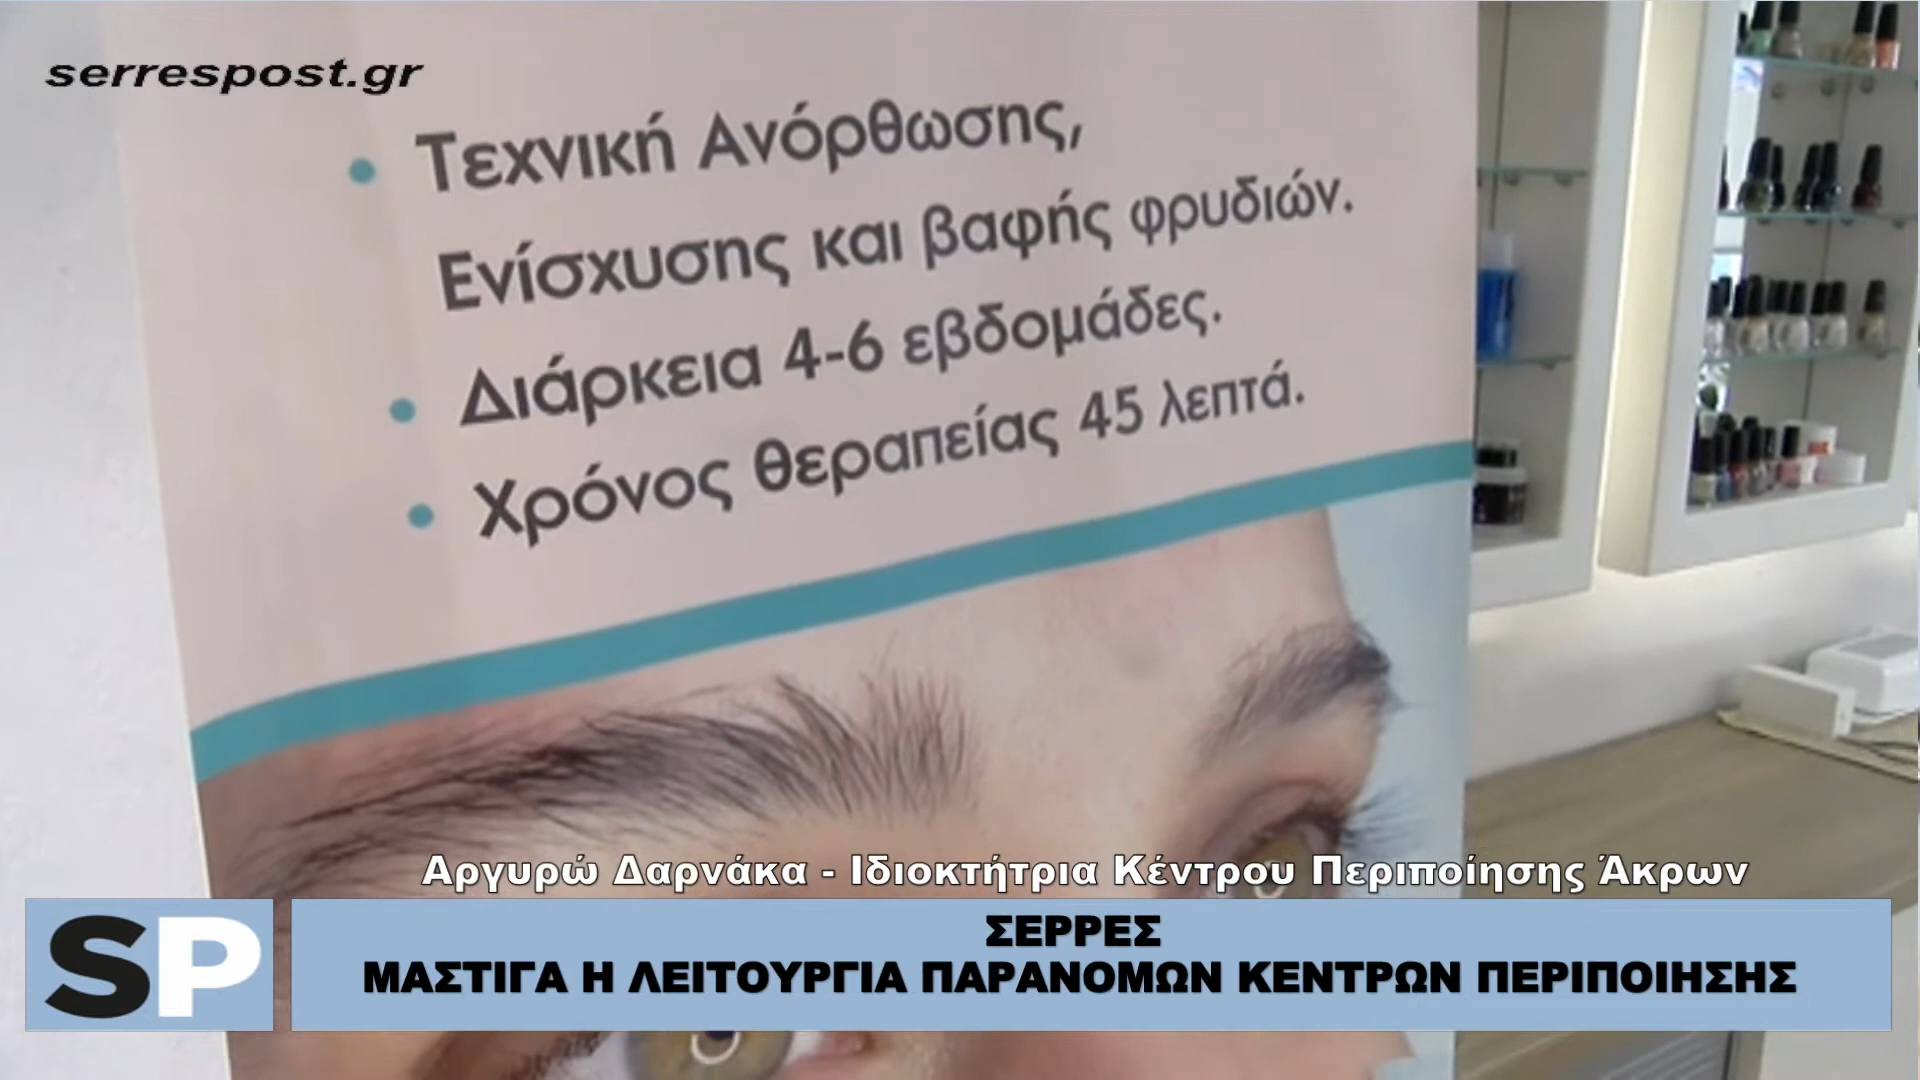 serrespost.gr
• Τεχνική Ανόρθωσης,
Ενίσχυσης και βαφής φρυδιών.
• Διάρκεια 4-6 εβδομάδες.
• Χρόνος θεραπείας 45 λεπτά.
Αργυρώ Δαρνάκα - Ιδιοκτήτρια Κέντρου Περιποίησης Άκρων
SP
ΣΕΡΡΕΣ
ΜΑΣΤΙΓΑ Η ΛΕΙΤΟΥΡΓΙΑ ΠΑΡΑΝΟΜΩΝ ΚΕΝΤΡΩΝ ΠΕΡΙΠΟΙΗΣΗΣ